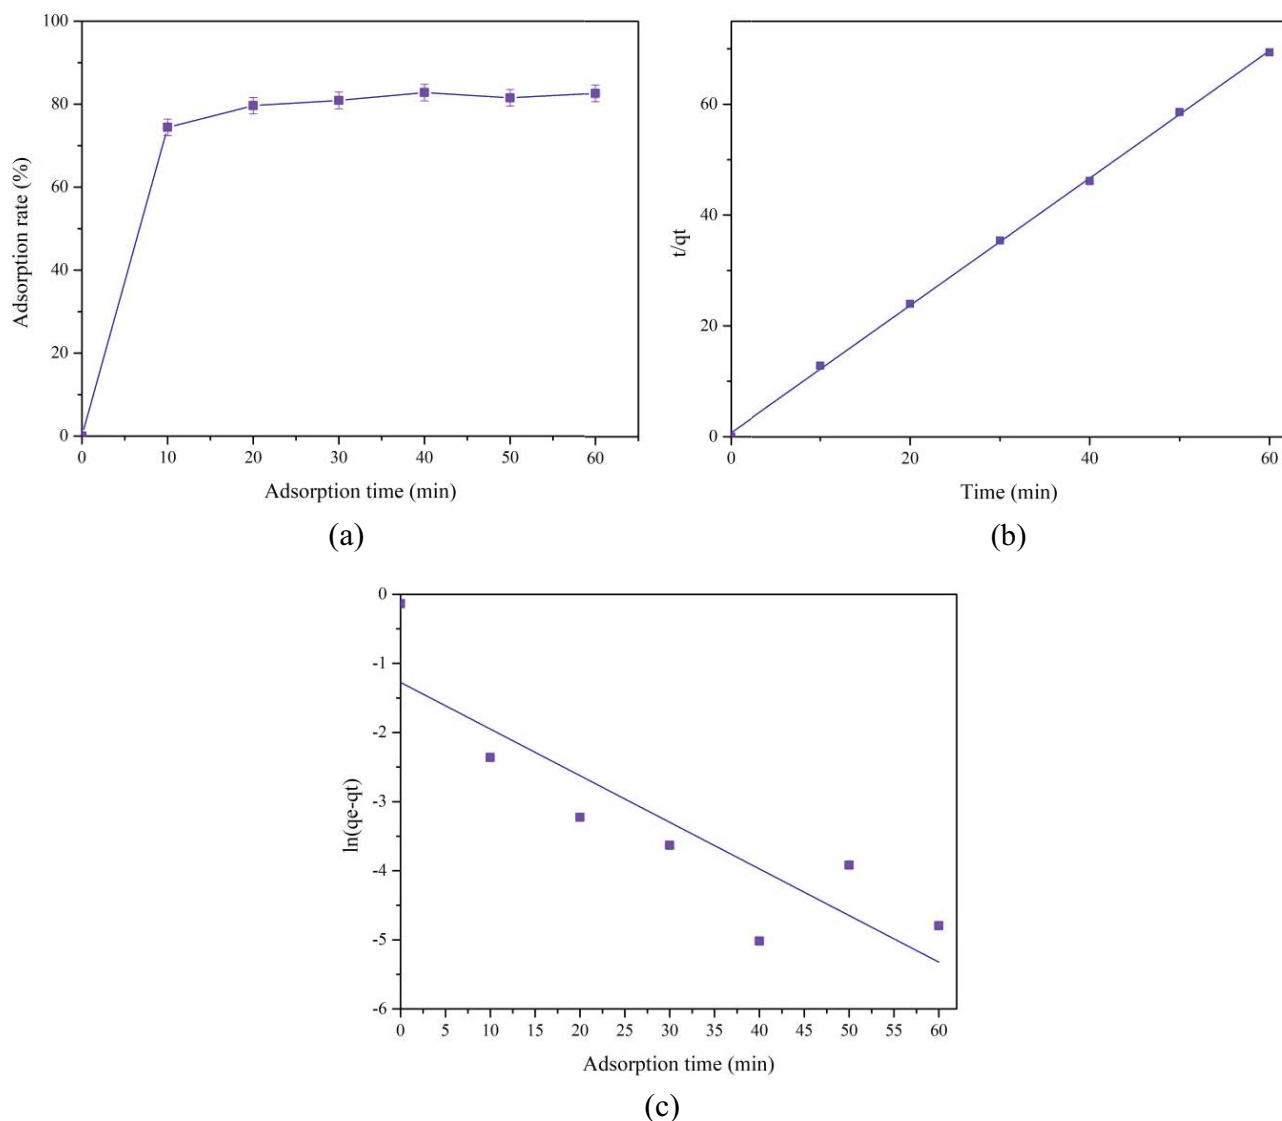 100
80
60
40
20
0
Adsorption rate (%)
0 10 20 30 40 50 60
Adsorption time (min)
(a)
60
40
20
0
t/qt
0 20 40 60
Time (min)
(b)
0
-1
-2
-3
-4
-5
-6
ln(qe-qt)
0 5 10 15 20 25 30 35 40 45 50 55 60
Adsorption time (min)
(c)